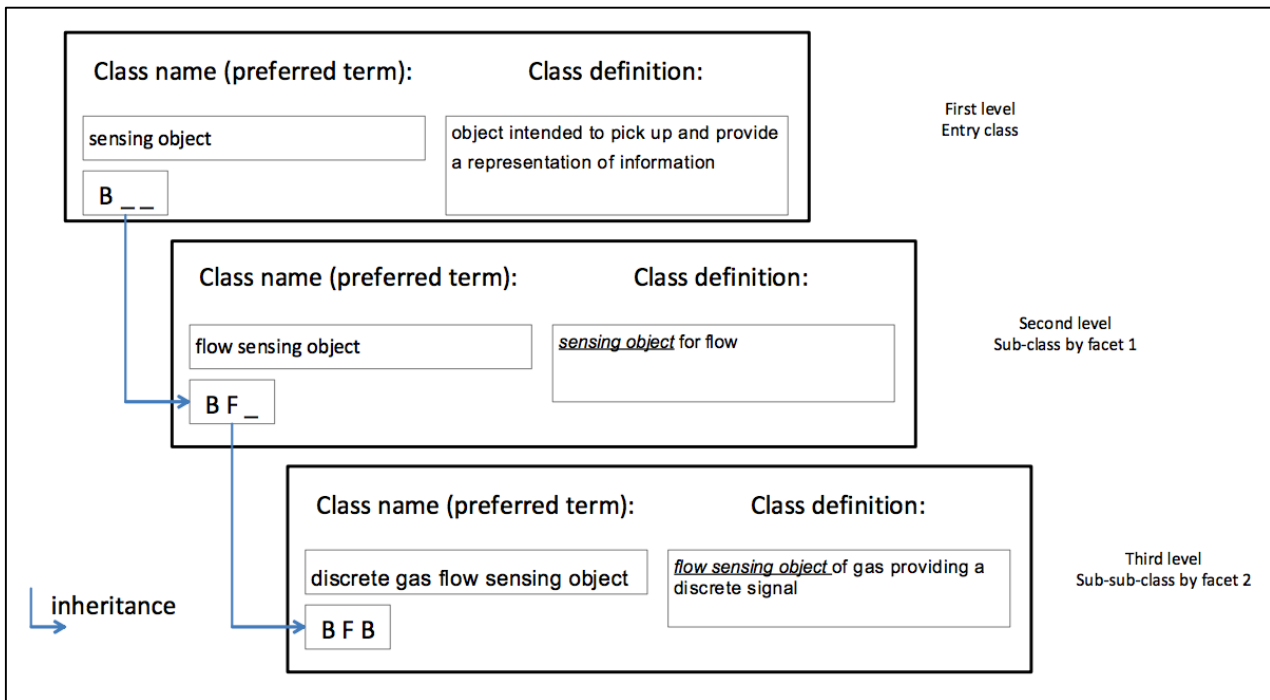 Class name (preferred term):
Class definition:
sensing object
object intended to pick up and provide
a representation of information
B _ _
First level
Entry class
Class name (preferred term):
Class definition:
flow sensing object
sensing object for flow
B F _
Second level
Sub-class by facet 1
Class name (preferred term):
Class definition:
discrete gas flow sensing object
flow sensing object of gas providing a
discrete signal
B F B
Third level
Sub-sub-class by facet 2
inheritance